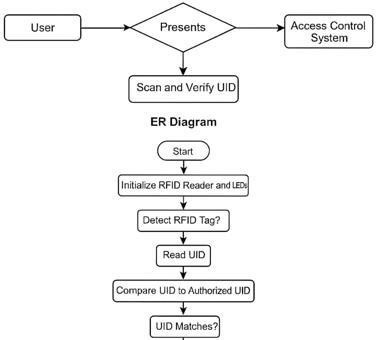 User
Presents
Access Control
System
Scan and Verify UID
ER Diagram
Start
Initialize RFID Reader and LEDs
Detect RFID Tag?
Read UID
Compare UID to Authorized UID
UID Matches?